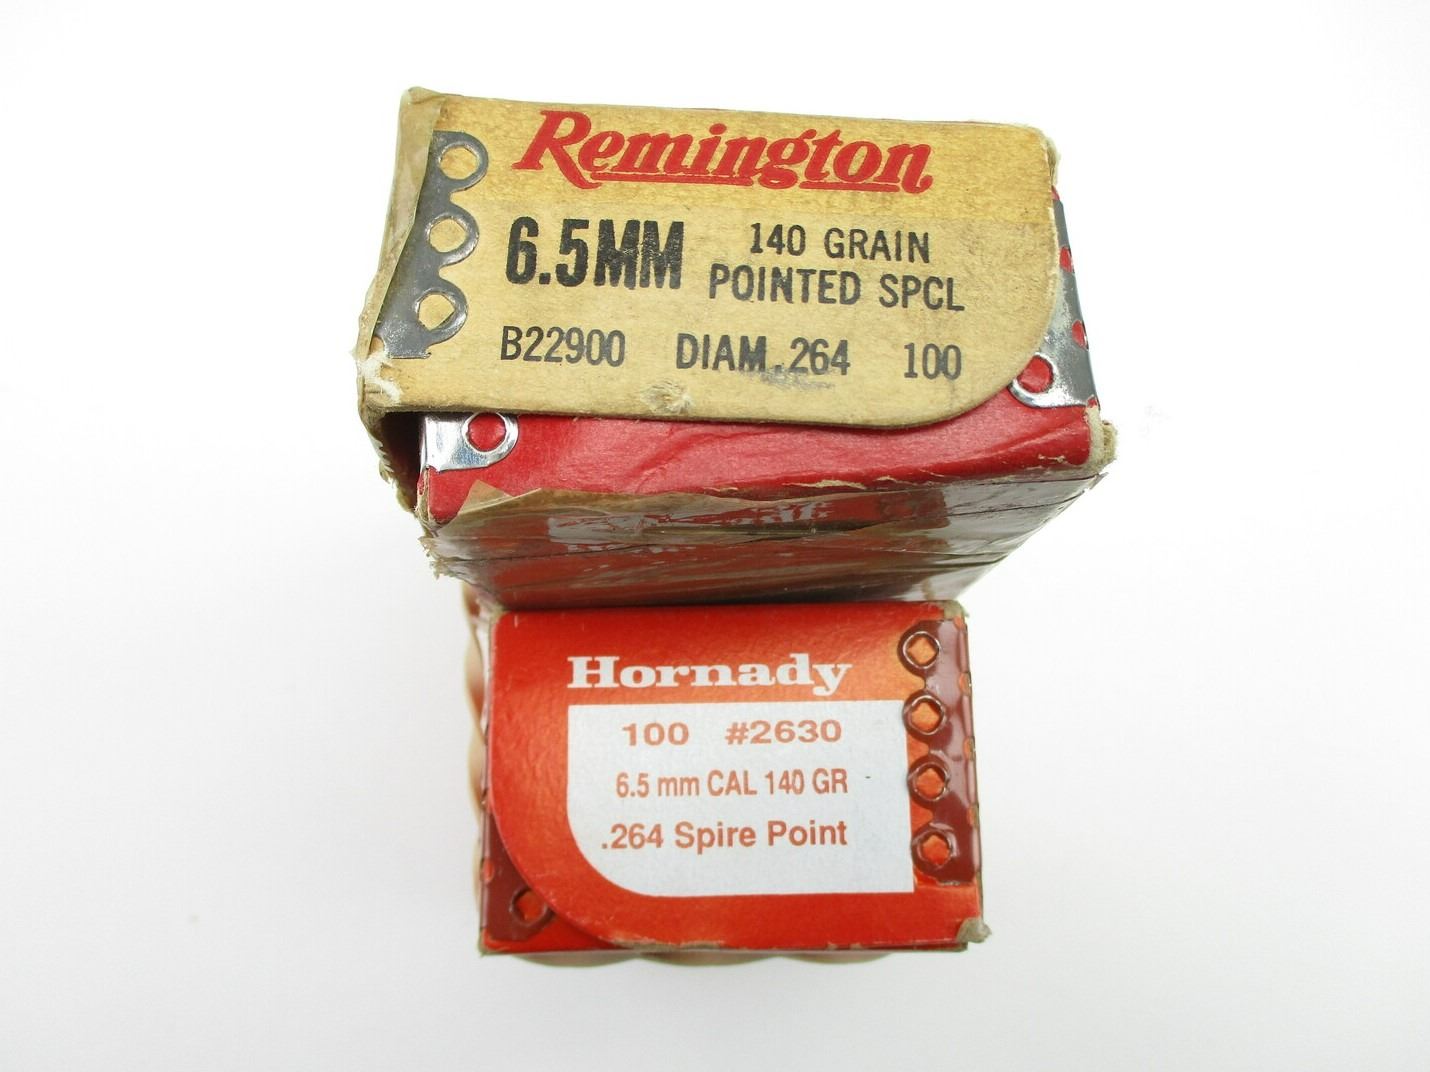 Remington
6.5MM 140 GRAIN
POINTED SPCL
B22900 DIAM. .264 100
Hornady
100 #2630
6.5 mm CAL 140 GR
.264 Spire Point